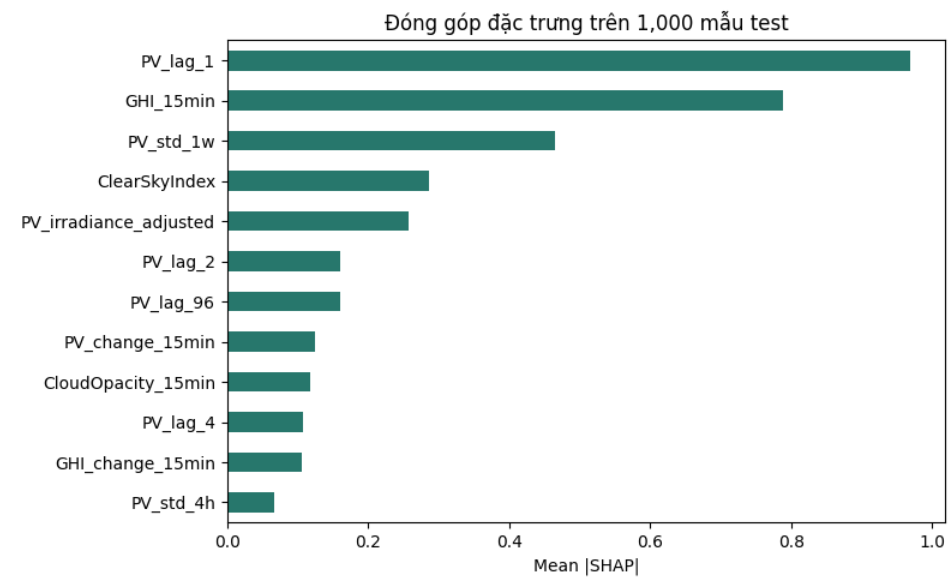 Đóng góp đặc trưng trên 1,000 mẫu test
PV_lag_1
GHI_15min
PV_std_1w
ClearSkyIndex
PV_irradiance_adjusted
PV_lag_2
PV_lag_96
PV_change_15min
CloudOpacity_15min
PV_lag_4
GHI_change_15min
PV_std_4h
0.0 0.2 0.4 0.6 0.8 1.0
Mean |SHAP|